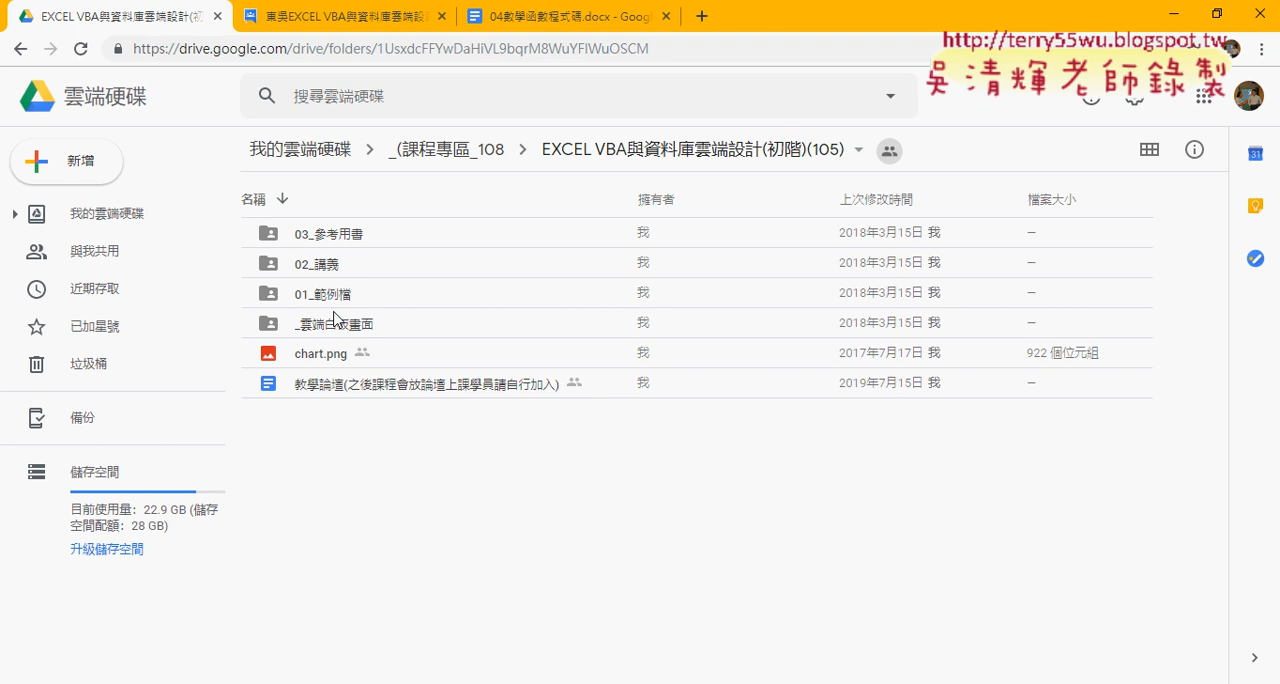 EXCEL VBA與資料庫雲端設計(初
東吳EXCEL VBA與資料庫雲端設
04數學函數程式碼.docx - Goog
https://drive.google.com/drive/folders/1UsxdcFFYwDaHiVL9bqrM8WuYFIWuOSCM
http://terry55wu.blogspot.tw
吳清輝老師錄製
雲端硬碟
搜尋雲端硬碟
新增
我的雲端硬碟
與我共用
近期存取
已加星號
垃圾桶
備份
儲存空間
目前使用量: 22.9 GB (儲存
空間配額: 28 GB)
升級儲存空間
我的雲端硬碟 > _(課程專區_108 > EXCEL VBA與資料庫雲端設計(初階)(105)
名稱 擁有者 上次修改時間 檔案大小
03_參考用書 我 2018年3月15日 我 —
02_講義 我 2018年3月15日 我 —
01_範例檔 我 2018年3月15日 我 —
_雲端白板畫面 我 2018年3月15日 我 —
chart.png 我 2017年7月17日 我 922 個位元組
教學論壇(之後課程會放論壇上課學員請自行加入) 我 2019年7月15日 我 —
31